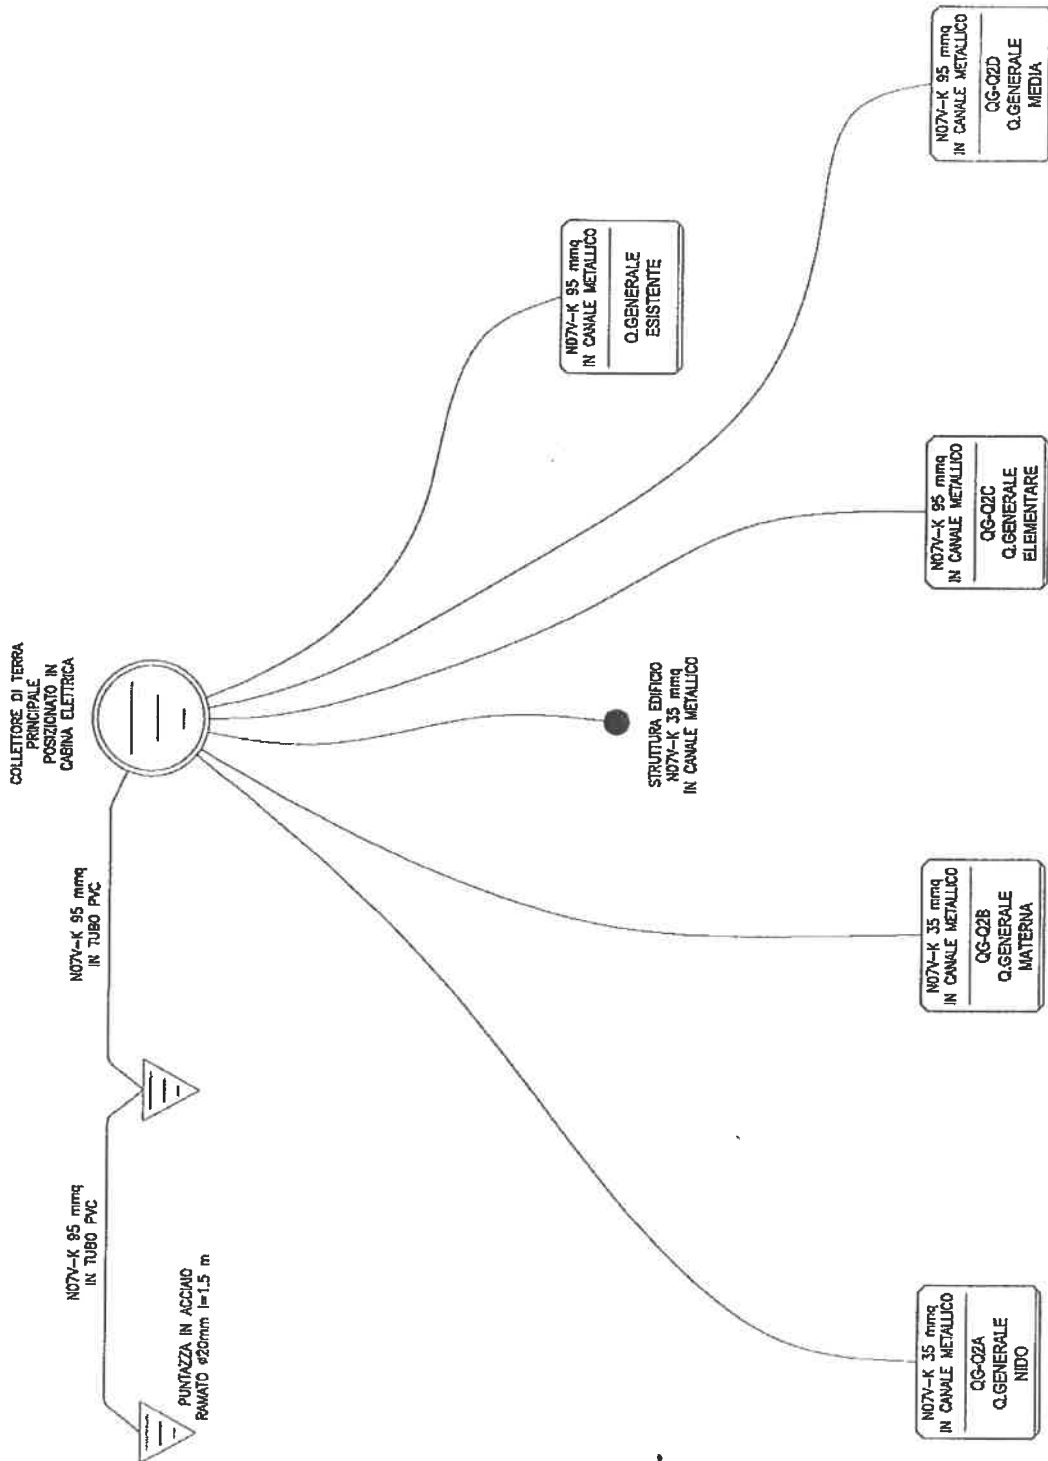 COLLETTORE DI TERRA
PRINCIPALE
POSIZIONATO IN
CABINA ELETTRICA
N07V-K 95 mmq
IN TUBO PVC
N07V-K 95 mmq
IN TUBO PVC
PUNTAZZA IN ACCIAIO
RAMATO ø20mm l=1.5 m
N07V-K 35 mmq
IN CANALE METALLICO
QG-Q2A
Q.GENERALE
NIDO
N07V-K 35 mmq
IN CANALE METALLICO
QG-Q2B
Q.GENERALE
MATERNA
STRUTTURA EDIFICIO
N07V-K 35 mmq
IN CANALE METALLICO
N07V-K 95 mmq
IN CANALE METALLICO
QG-Q2C
Q.GENERALE
ELEMENTARE
N07V-K 95 mmq
IN CANALE METALLICO
Q.GENERALE
ESISTENTE
N07V-K 95 mmq
IN CANALE METALLICO
QG-Q2D
Q.GENERALE
MEDIA